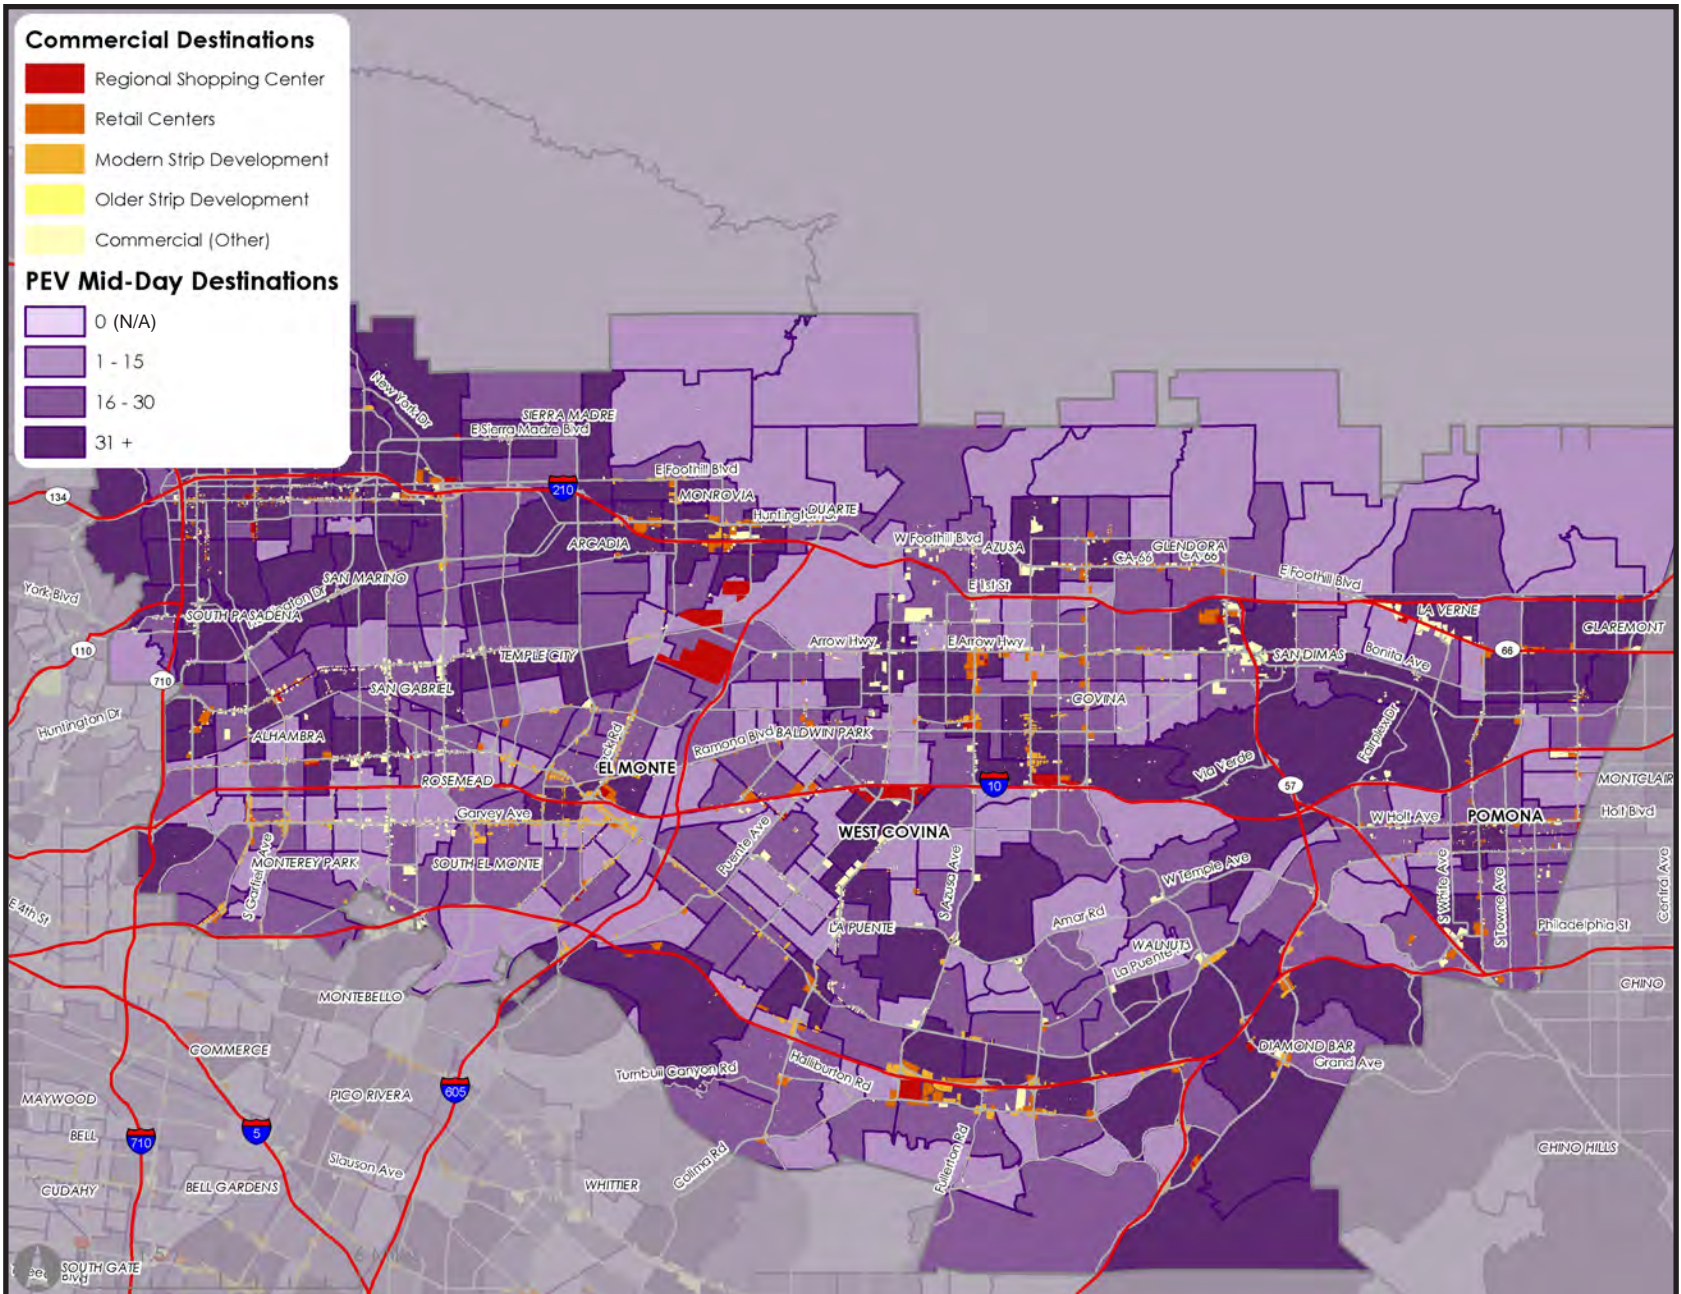 Commercial Destinations
Regional Shopping Center
Retail Centers
Modern Strip Development
Older Strip Development
Commercial (Other)
PEV Mid-Day Destinations
0 (N/A)
1 - 15
16 - 30
31 +
New York Dr
SIERRA MADRE
E Sierra Madre Blvd
E Foothill Blvd
134
210
MONROVIA
DUARTE
ARCADIA
W Foothill Blvd
AZUSA
GLENDORA
CA-66
CA-66
SAN MARINO
E 1st St
E Foothill Blvd
York Blvd
SOUTH PASADENA
LA VERNE
CLAREMONT
110
TEMPLE CITY
Arrow Hwy
E Arrow Hwy
SAN DIMAS
Bonita Ave
66
710
SAN GABRIEL
COVINA
Huntington Dr
ALHAMBRA
Ramona Blvd
BALDWIN PARK
Fairplex Dr
EL MONTE
Via Verde
ROSEMEAD
10
57
MONTCLAIR
Garvey Ave
WEST COVINA
W Holt Ave
POMONA
Holt Blvd
MONTEREY PARK
SOUTH EL MONTE
Puente Ave
S Garfield Ave
S Azusa Ave
W Temple Ave
S White Ave
S Towne Ave
Central Ave
E 4th St
LA PUENTE
Amar Rd
Philadelphia St
WALNUT
La Puente
MONTEBELLO
CHINO
COMMERCE
DIAMOND BAR
Grand Ave
Turnbull Canyon Rd
Halliburton Rd
MAYWOOD
PICO RIVERA
605
BELL
710
5
Slauson Ave
Colima Rd
Fullerton Rd
CHINO HILLS
CUDAHY
BELL GARDENS
WHITTIER
SOUTH GATE
Blvd